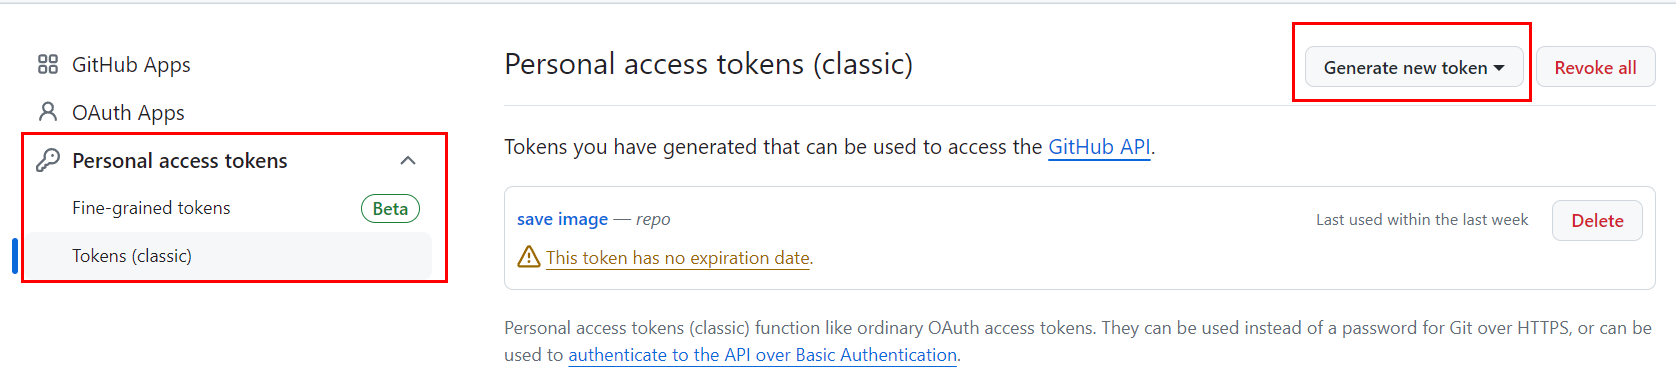 GitHub Apps
OAuth Apps
Personal access tokens
Fine-grained tokens Beta
Tokens (classic)
Personal access tokens (classic)
Generate new token
Revoke all
Tokens you have generated that can be used to access the GitHub API.
save image — repo
Last used within the last week
Delete
This token has no expiration date.
Personal access tokens (classic) function like ordinary OAuth access tokens. They can be used instead of a password for Git over HTTPS, or can be
used to authenticate to the API over Basic Authentication.